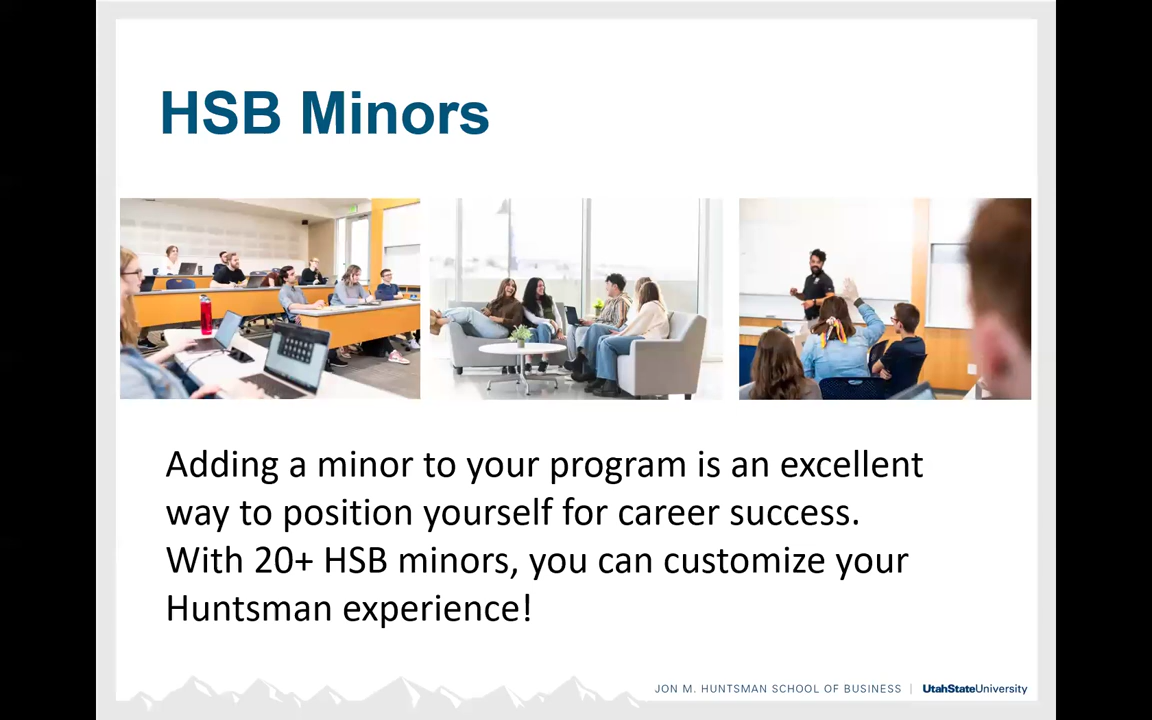 HSB Minors
Adding a minor to your program is an excellent
way to position yourself for career success.
With 20+ HSB minors, you can customize your
Huntsman experience!
JON M. HUNTSMAN SCHOOL OF BUSINESS | UtahStateUniversity